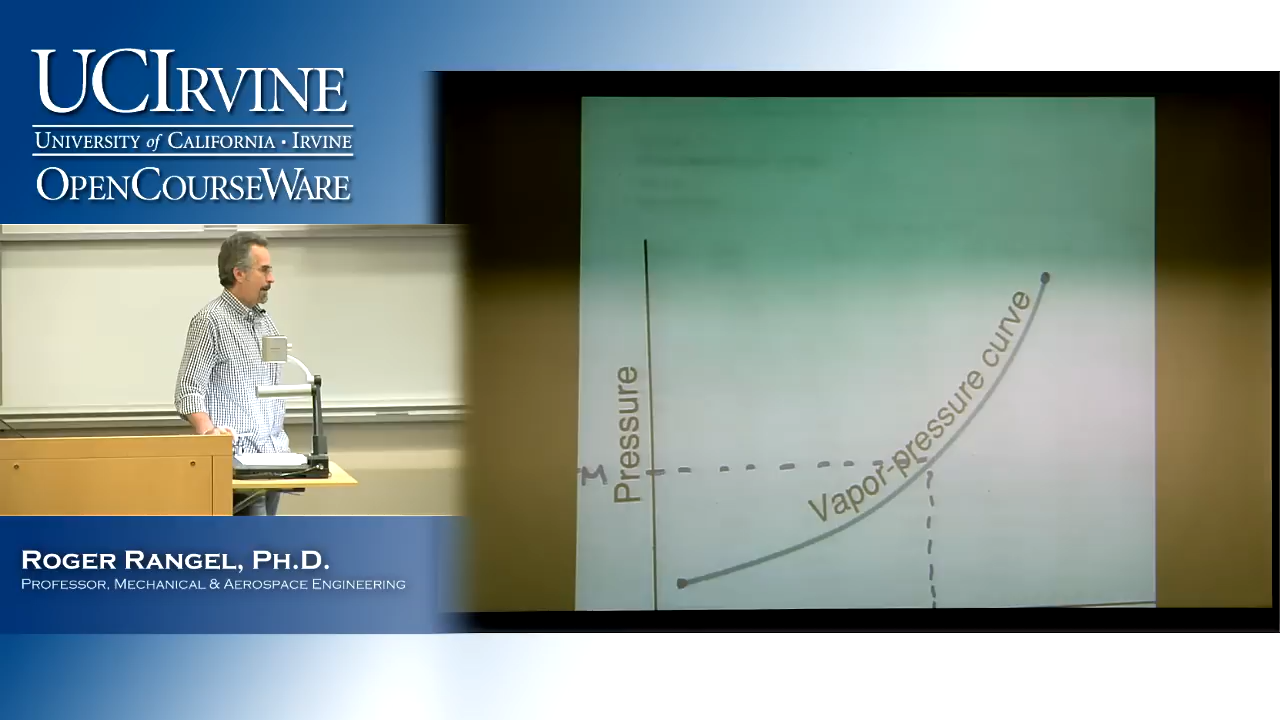 UCIRVINE
UNIVERSITY of CALIFORNIA · IRVINE
OPENCOURSEWARE
Pressure
Vapor-pressure curve
M
ROGER RANGEL, PH.D.
PROFESSOR, MECHANICAL & AEROSPACE ENGINEERING